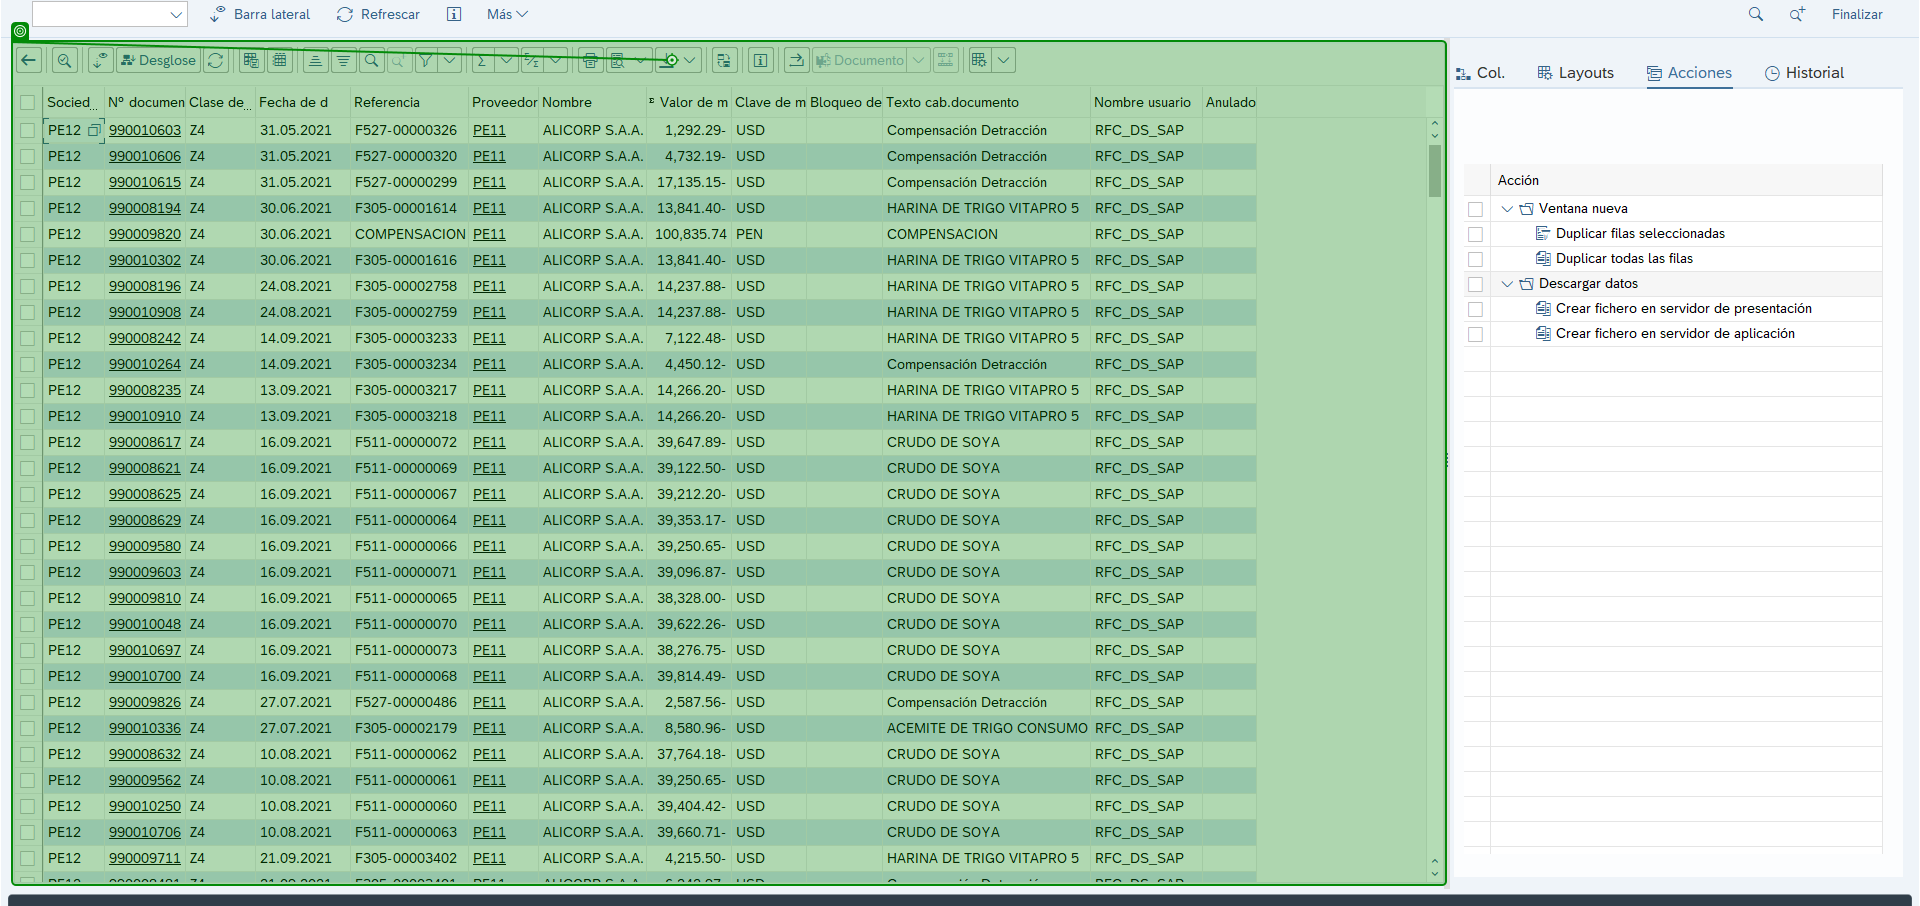 Barra lateral Refrescar Más Finalizar
Desglose Documento
Col. Layouts Acciones Historial
Socied... Nº documen Clase de... Fecha de d Referencia Proveedor Nombre Valor de m Clave de m Bloqueo de Texto cab.documento Nombre usuario Anulado
PE12 990010603 Z4 31.05.2021 F527-00000326 PE11 ALICORP S.A.A. 1,292.29- USD Compensación Detracción RFC_DS_SAP
PE12 990010606 Z4 31.05.2021 F527-00000320 PE11 ALICORP S.A.A. 4,732.19- USD Compensación Detracción RFC_DS_SAP
PE12 990010615 Z4 31.05.2021 F527-00000299 PE11 ALICORP S.A.A. 17,135.15- USD Compensación Detracción RFC_DS_SAP
PE12 990008194 Z4 30.06.2021 F305-00001614 PE11 ALICORP S.A.A. 13,841.40- USD HARINA DE TRIGO VITAPRO 5 RFC_DS_SAP
PE12 990009820 Z4 30.06.2021 COMPENSACION PE11 ALICORP S.A.A. 100,835.74 PEN COMPENSACION RFC_DS_SAP
PE12 990010302 Z4 30.06.2021 F305-00001616 PE11 ALICORP S.A.A. 13,841.40- USD HARINA DE TRIGO VITAPRO 5 RFC_DS_SAP
PE12 990008196 Z4 24.08.2021 F305-00002758 PE11 ALICORP S.A.A. 14,237.88- USD HARINA DE TRIGO VITAPRO 5 RFC_DS_SAP
PE12 990010908 Z4 24.08.2021 F305-00002759 PE11 ALICORP S.A.A. 14,237.88- USD HARINA DE TRIGO VITAPRO 5 RFC_DS_SAP
PE12 990008242 Z4 14.09.2021 F305-00003233 PE11 ALICORP S.A.A. 7,122.48- USD HARINA DE TRIGO VITAPRO 5 RFC_DS_SAP
PE12 990010264 Z4 14.09.2021 F305-00003234 PE11 ALICORP S.A.A. 4,450.12- USD Compensación Detracción RFC_DS_SAP
PE12 990008235 Z4 13.09.2021 F305-00003217 PE11 ALICORP S.A.A. 14,266.20- USD HARINA DE TRIGO VITAPRO 5 RFC_DS_SAP
PE12 990010910 Z4 13.09.2021 F305-00003218 PE11 ALICORP S.A.A. 14,266.20- USD HARINA DE TRIGO VITAPRO 5 RFC_DS_SAP
PE12 990008617 Z4 16.09.2021 F511-00000072 PE11 ALICORP S.A.A. 39,647.89- USD CRUDO DE SOYA RFC_DS_SAP
PE12 990008621 Z4 16.09.2021 F511-00000069 PE11 ALICORP S.A.A. 39,122.50- USD CRUDO DE SOYA RFC_DS_SAP
PE12 990008625 Z4 16.09.2021 F511-00000067 PE11 ALICORP S.A.A. 39,212.20- USD CRUDO DE SOYA RFC_DS_SAP
PE12 990008629 Z4 16.09.2021 F511-00000064 PE11 ALICORP S.A.A. 39,353.17- USD CRUDO DE SOYA RFC_DS_SAP
PE12 990009580 Z4 16.09.2021 F511-00000066 PE11 ALICORP S.A.A. 39,250.65- USD CRUDO DE SOYA RFC_DS_SAP
PE12 990009603 Z4 16.09.2021 F511-00000071 PE11 ALICORP S.A.A. 39,096.87- USD CRUDO DE SOYA RFC_DS_SAP
PE12 990009810 Z4 16.09.2021 F511-00000065 PE11 ALICORP S.A.A. 38,328.00- USD CRUDO DE SOYA RFC_DS_SAP
PE12 990010048 Z4 16.09.2021 F511-00000070 PE11 ALICORP S.A.A. 39,622.26- USD CRUDO DE SOYA RFC_DS_SAP
PE12 990010697 Z4 16.09.2021 F511-00000073 PE11 ALICORP S.A.A. 38,276.75- USD CRUDO DE SOYA RFC_DS_SAP
PE12 990010700 Z4 16.09.2021 F511-00000068 PE11 ALICORP S.A.A. 39,814.49- USD CRUDO DE SOYA RFC_DS_SAP
PE12 990009826 Z4 27.07.2021 F527-00000486 PE11 ALICORP S.A.A. 2,587.56- USD Compensación Detracción RFC_DS_SAP
PE12 990010336 Z4 27.07.2021 F305-00002179 PE11 ALICORP S.A.A. 8,580.96- USD ACEMITE DE TRIGO CONSUMO RFC_DS_SAP
PE12 990008632 Z4 10.08.2021 F511-00000062 PE11 ALICORP S.A.A. 37,764.18- USD CRUDO DE SOYA RFC_DS_SAP
PE12 990009562 Z4 10.08.2021 F511-00000061 PE11 ALICORP S.A.A. 39,250.65- USD CRUDO DE SOYA RFC_DS_SAP
PE12 990010250 Z4 10.08.2021 F511-00000060 PE11 ALICORP S.A.A. 39,404.42- USD CRUDO DE SOYA RFC_DS_SAP
PE12 990010706 Z4 10.08.2021 F511-00000063 PE11 ALICORP S.A.A. 39,660.71- USD CRUDO DE SOYA RFC_DS_SAP
PE12 990009711 Z4 21.09.2021 F305-00003402 PE11 ALICORP S.A.A. 4,215.50- USD HARINA DE TRIGO VITAPRO 5 RFC_DS_SAP
Acción
Ventana nueva
Duplicar filas seleccionadas
Duplicar todas las filas
Descargar datos
Crear fichero en servidor de presentación
Crear fichero en servidor de aplicación